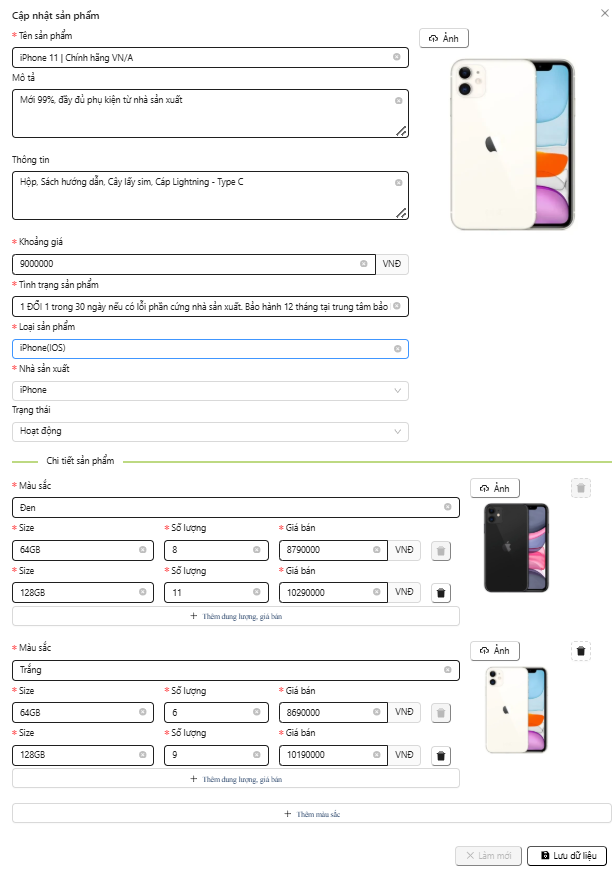 Cập nhật sản phẩm
* Tên sản phẩm
Ảnh
iPhone 11 | Chính hãng VN/A
Mô tả
Mới 99%, đầy đủ phụ kiện từ nhà sản xuất
Thông tin
Hộp, Sách hướng dẫn, Cây lấy sim, Cáp Lightning - Type C
* Khoảng giá
9000000 VNĐ
* Tình trạng sản phẩm
1 ĐỔI 1 trong 30 ngày nếu có lỗi phần cứng nhà sản xuất. Bảo hành 12 tháng tại trung tâm bảo
* Loại sản phẩm
iPhone(IOS)
* Nhà sản xuất
iPhone
Trạng thái
Hoạt động
Chi tiết sản phẩm
* Màu sắc
Ảnh
Đen
* Size * Số lượng * Giá bán
64GB 8 8790000 VNĐ
* Size * Số lượng * Giá bán
128GB 11 10290000 VNĐ
+ Thêm dung lượng, giá bán
* Màu sắc
Ảnh
Trắng
* Size * Số lượng * Giá bán
64GB 6 8690000 VNĐ
* Size * Số lượng * Giá bán
128GB 9 10190000 VNĐ
+ Thêm dung lượng, giá bán
+ Thêm màu sắc
Làm mới Lưu dữ liệu